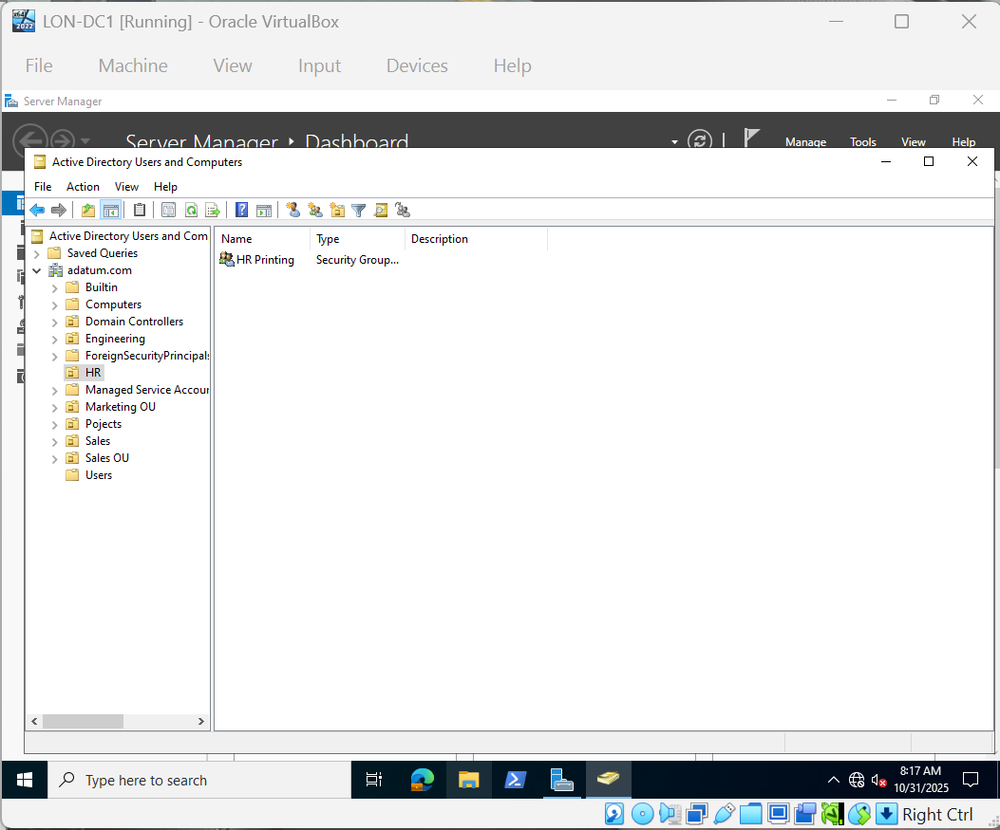 LON-DC1 [Running] - Oracle VirtualBox
File Machine View Input Devices Help
Server Manager
Server Manager Dashboard
Manage Tools View Help
Active Directory Users and Computers
File Action View Help
Active Directory Users and Com
Saved Queries
adatum.com
Builtin
Computers
Domain Controllers
Engineering
ForeignSecurityPrincipals
HR
Managed Service Accour
Marketing OU
Pojects
Sales
Sales OU
Users
Name Type Description
HR Printing Security Group...
Type here to search
8:17 AM
10/31/2025
Right Ctrl